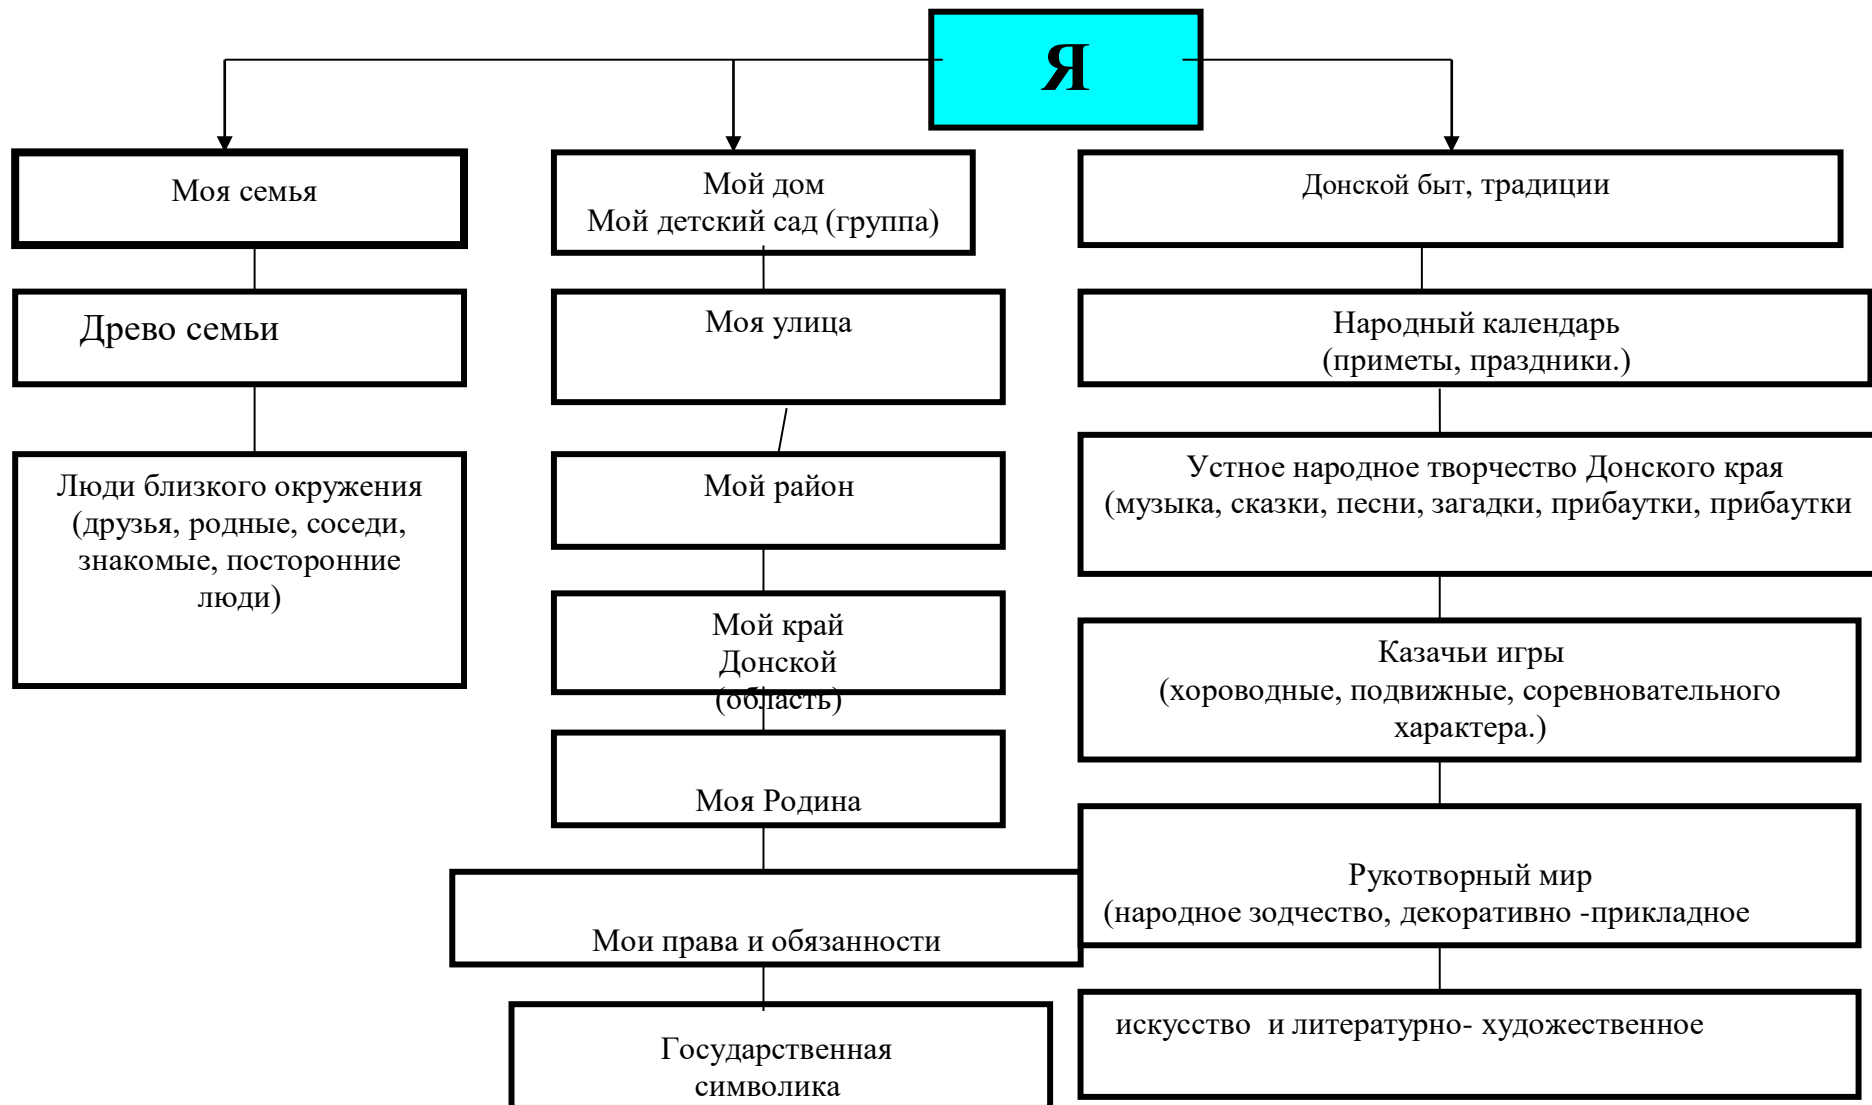 Я
Моя семья
Древо семьи
Люди близкого окружения
(друзья, родные, соседи,
знакомые, посторонние
люди)
Мой дом
Мой детский сад (группа)
Моя улица
Мой район
Мой край
Донской
(область)
Моя Родина
Мои права и обязанности
Государственная
символика
Донской быт, традиции
Народный календарь
(приметы, праздники.)
Устное народное творчество Донского края
(музыка, сказки, песни, загадки, прибаутки, прибаутки
Казачьи игры
(хороводные, подвижные, соревновательного
характера.)
Рукотворный мир
(народное зодчество, декоративно -прикладное
искусство  и литературно- художественное